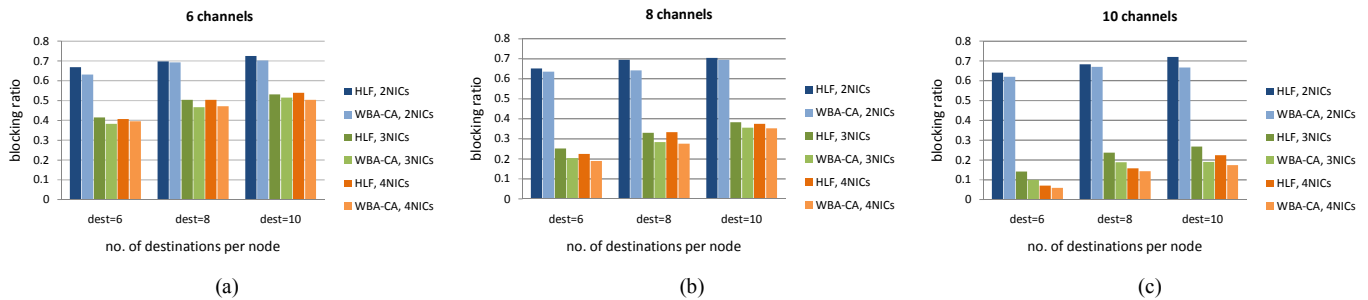 6 channels
blocking ratio
0.8
0.7
0.6
0.5
0.4
0.3
0.2
0.1
0
dest=6
dest=8
dest=10
no. of destinations per node
HLF, 2NICs
WBA-CA, 2NICs
HLF, 3NICs
WBA-CA, 3NICs
HLF, 4NICs
WBA-CA, 4NICs
(a)
8 channels
blocking ratio
0.8
0.7
0.6
0.5
0.4
0.3
0.2
0.1
0
dest=6
dest=8
dest=10
no. of destinations per node
HLF, 2NICs
WBA-CA, 2NICs
HLF, 3NICs
WBA-CA, 3NICs
HLF, 4NICs
WBA-CA, 4NICs
(b)
10 channels
blocking ratio
0.8
0.7
0.6
0.5
0.4
0.3
0.2
0.1
0
dest=6
dest=8
dest=10
no. of destinations per node
HLF, 2NICs
WBA-CA, 2NICs
HLF, 3NICs
WBA-CA, 3NICs
HLF, 4NICs
WBA-CA, 4NICs
(c)